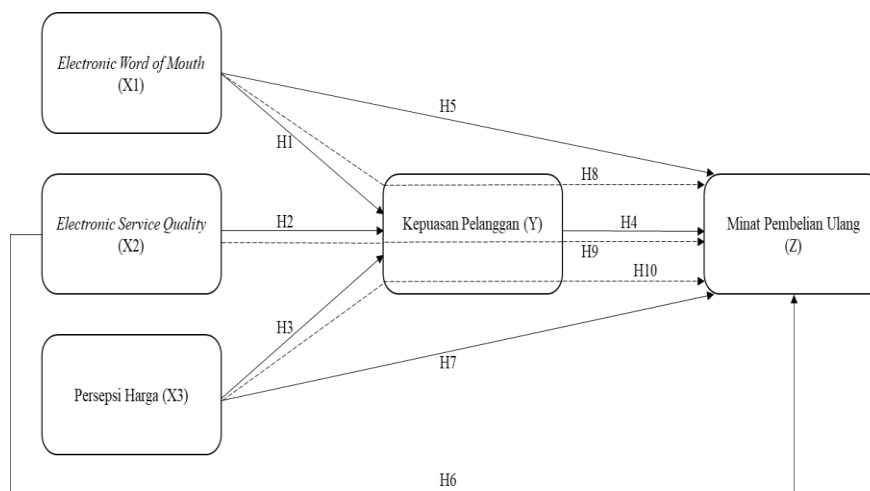 Electronic Word of Mouth
(X1)
H5
H1
H8
Electronic Service Quality
(X2)
H2
Kepuasan Pelanggan (Y)
H4
Minat Pembelian Ulang
(Z)
H9
H10
H3
Persepsi Harga (X3)
H7
H6